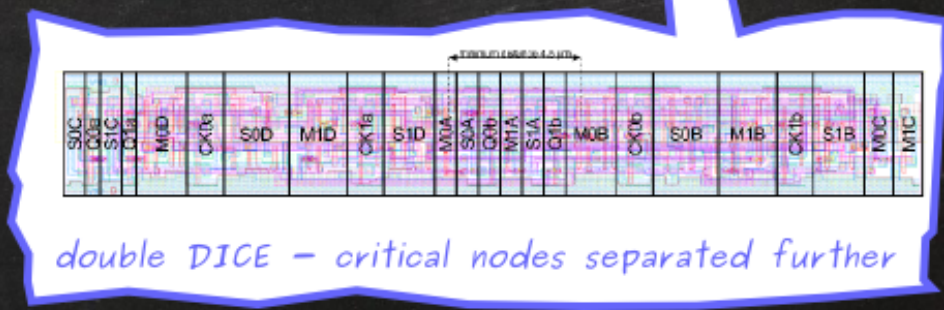 S0C Q0a S1C Q1a M0D CK0a S0D M1D CK1a S1D M0A S0A Q0b M1A S1A Q1b M0B CK0b S0B M1B CK1b S1B M0C M1C
double DICE – critical nodes separated further